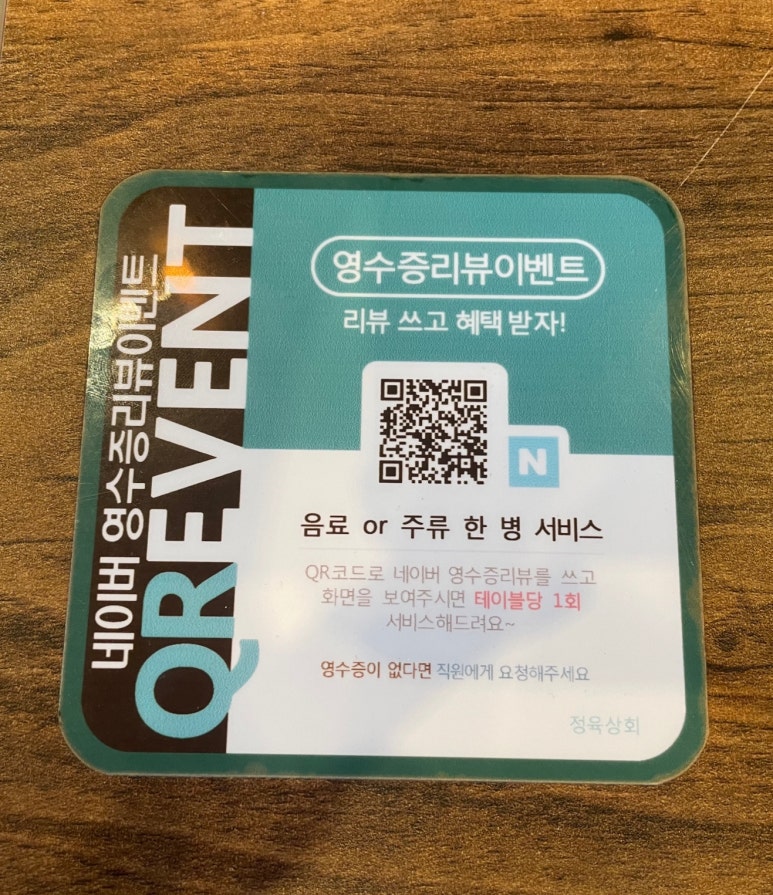 네이버 영수증리뷰이벤트
QREVENT
영수증리뷰이벤트
리뷰 쓰고 혜택 받자!
N
음료 or 주류 한 병 서비스
QR코드로 네이버 영수증리뷰를 쓰고
화면을 보여주시면 테이블당 1회
서비스해드려요~
영수증이 없다면 직원에게 요청해주세요
정육상회